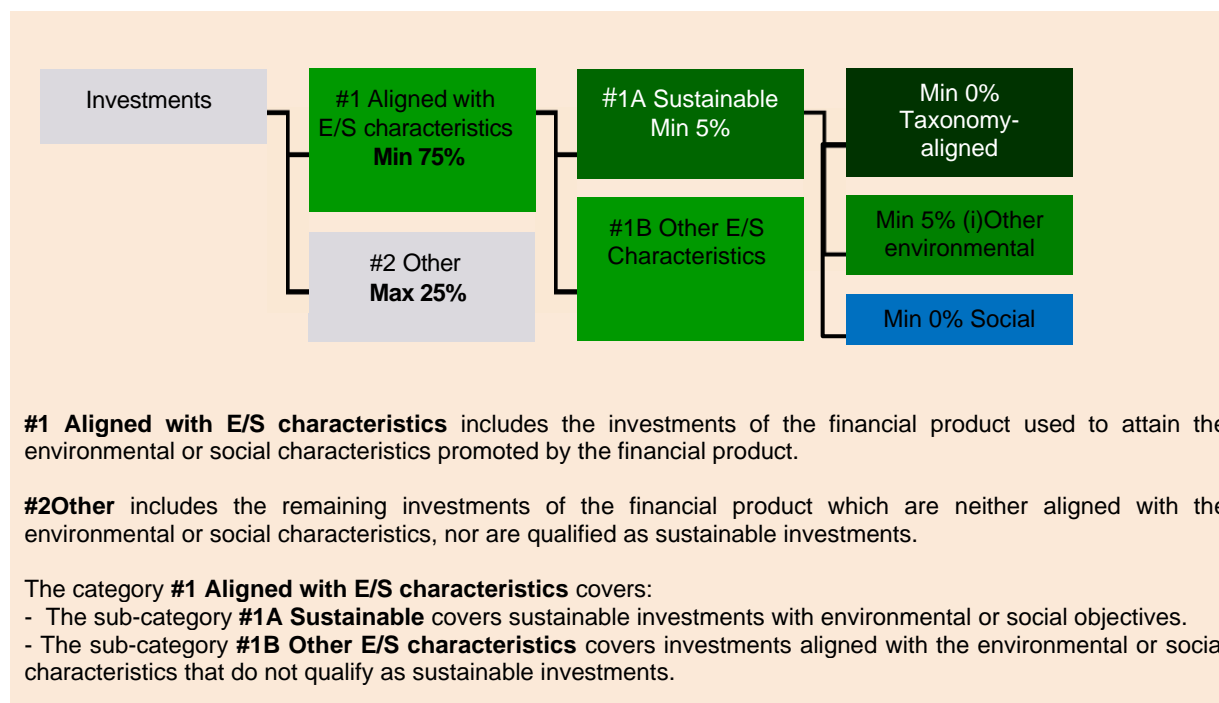 Investments
#1 Aligned with
E/S characteristics
Min 75%
#2 Other
Max 25%
#1A Sustainable
Min 5%
#1B Other E/S
Characteristics
Min 0%
Taxonomy-
aligned
Min 5% (i)Other
environmental
Min 0% Social
#1 Aligned with E/S characteristics includes the investments of the financial product used to attain the
environmental or social characteristics promoted by the financial product.
#2Other includes the remaining investments of the financial product which are neither aligned with the
environmental or social characteristics, nor are qualified as sustainable investments.
The category #1 Aligned with E/S characteristics covers:
- The sub-category #1A Sustainable covers sustainable investments with environmental or social objectives.
- The sub-category #1B Other E/S characteristics covers investments aligned with the environmental or social
characteristics that do not qualify as sustainable investments.